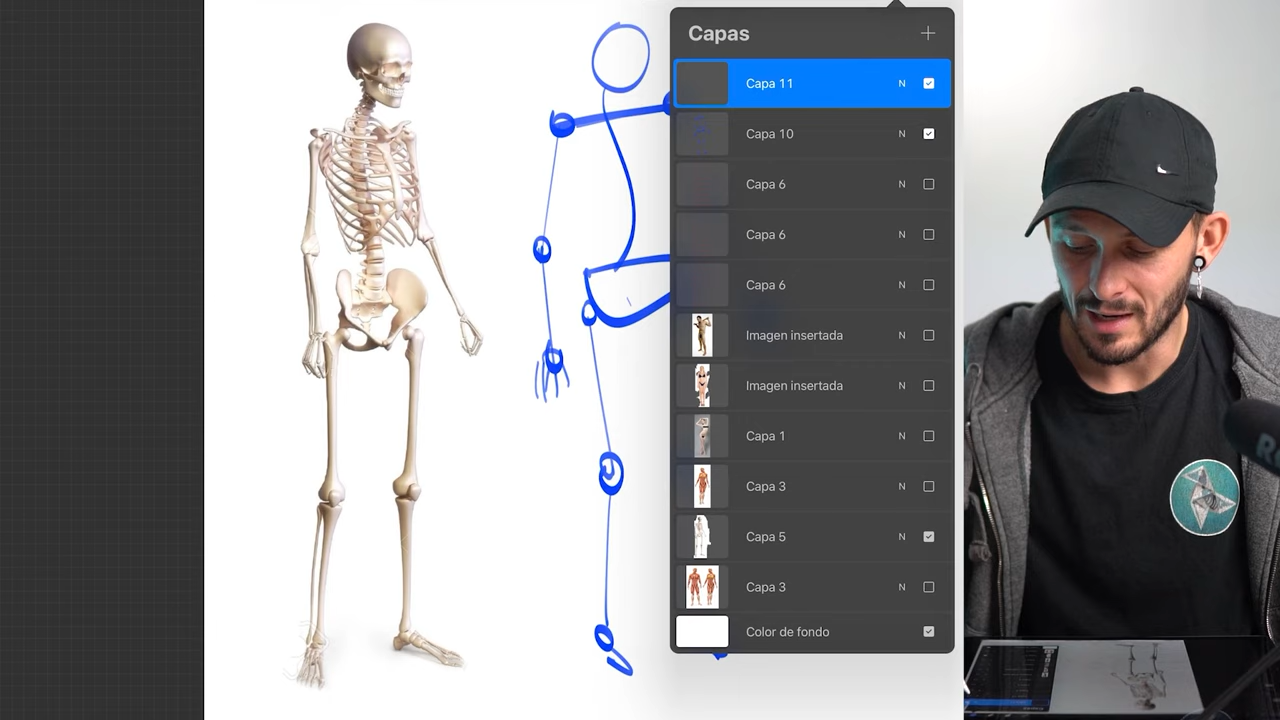 Capas
Capa 11 N
Capa 10 N
Capa 6 N
Capa 6 N
Capa 6 N
Imagen insertada N
Imagen insertada N
Capa 1 N
Capa 3 N
Capa 5 N
Capa 3 N
Color de fondo